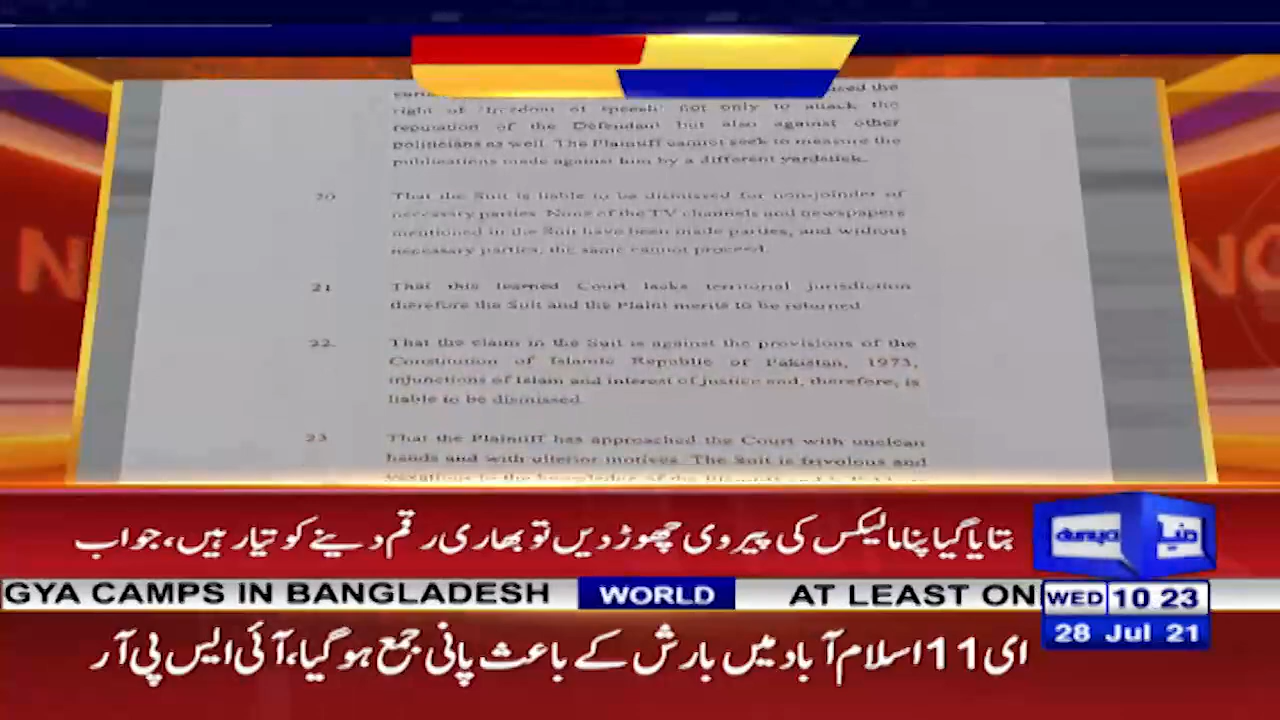 right of 'freedom of speech' not only to attack the
reputation of the Defendant but also against other
politicians as well. The Plaintiff cannot seek to measure the
publications made against him by a different yardstick.
20 That the Suit is liable to be dismissed for non-joinder of
necessary parties. None of the TV channels and newspapers
mentioned in the Suit have been made parties, and without
necessary parties, the same cannot proceed.
21 That this learned Court lacks territorial jurisdiction
therefore the Suit and the Plaint merits to be returned.
22. That the claim in the Suit is against the provisions of the
Constitution of Islamic Republic of Pakistan, 1973,
injunctions of Islam and interest of justice and, therefore, is
liable to be dismissed.
23 That the Plaintiff has approached the Court with unclean
hands and with ulterior motives. The Suit is frivolous and
بتایا گیا پاناما لیکس کی پیروی چھوڑ دیں تو بھاری رقم دینے کو تیار ہیں، جواب
dunya دنیا
GYA CAMPS IN BANGLADESH WORLD AT LEAST ON
WED 10 23
28 Jul 21
ای 11 اسلام آباد میں بارش کے باعث پانی جمع ہو گیا، آئی ایس پی آر